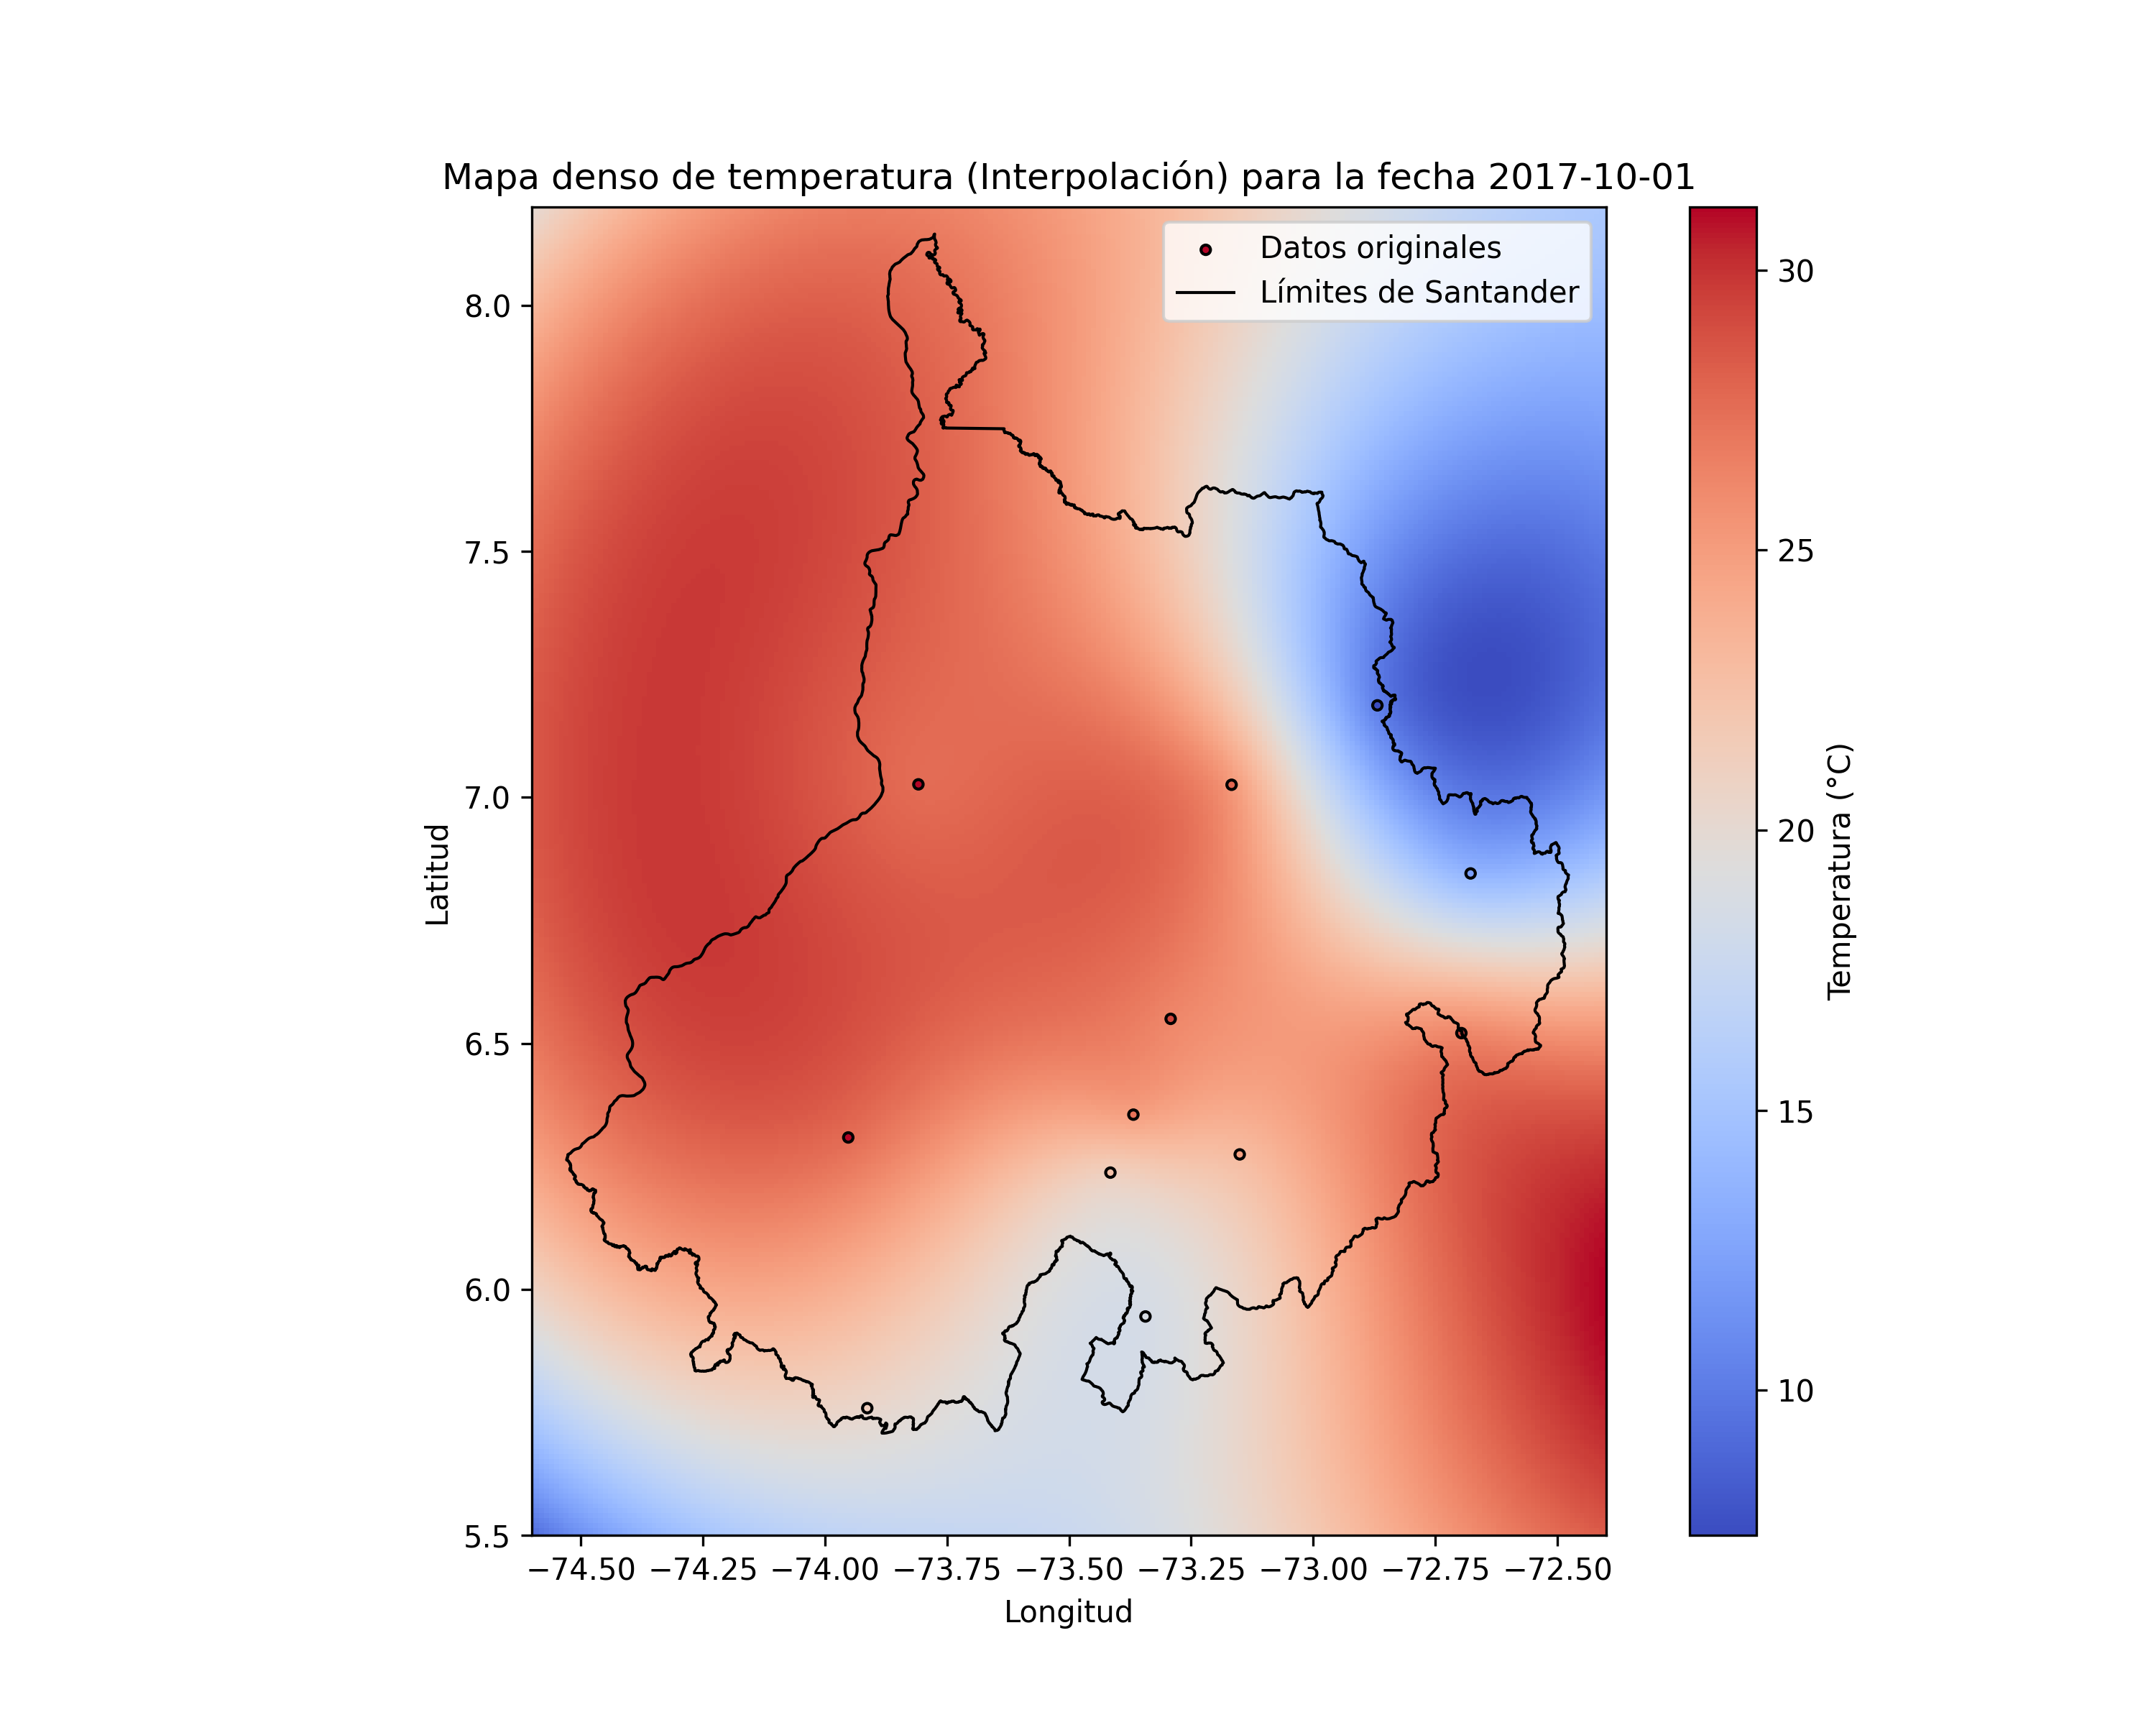 Mapa denso de temperatura (Interpolación) para la fecha 2017-10-01
Datos originales
Límites de Santander
8.0
7.5
7.0
6.5
6.0
5.5
Latitud
−74.50 −74.25 −74.00 −73.75 −73.50 −73.25 −73.00 −72.75 −72.50
Longitud
30
25
20
15
10
Temperatura (°C)